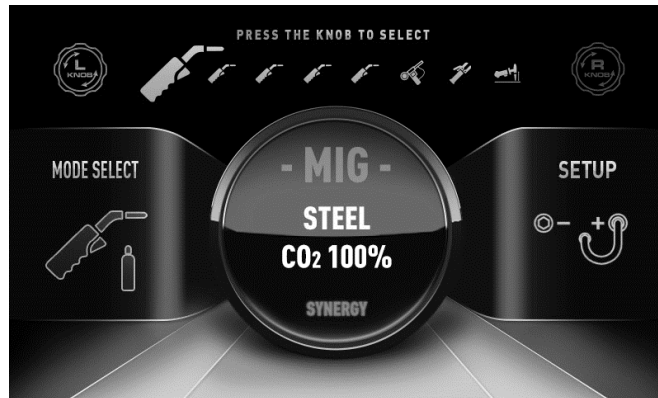 PRESS THE KNOB TO SELECT
L
KNOB
R
KNOB
MODE SELECT
- MIG -
STEEL
CO2 100%
SYNERGY
SETUP
- +